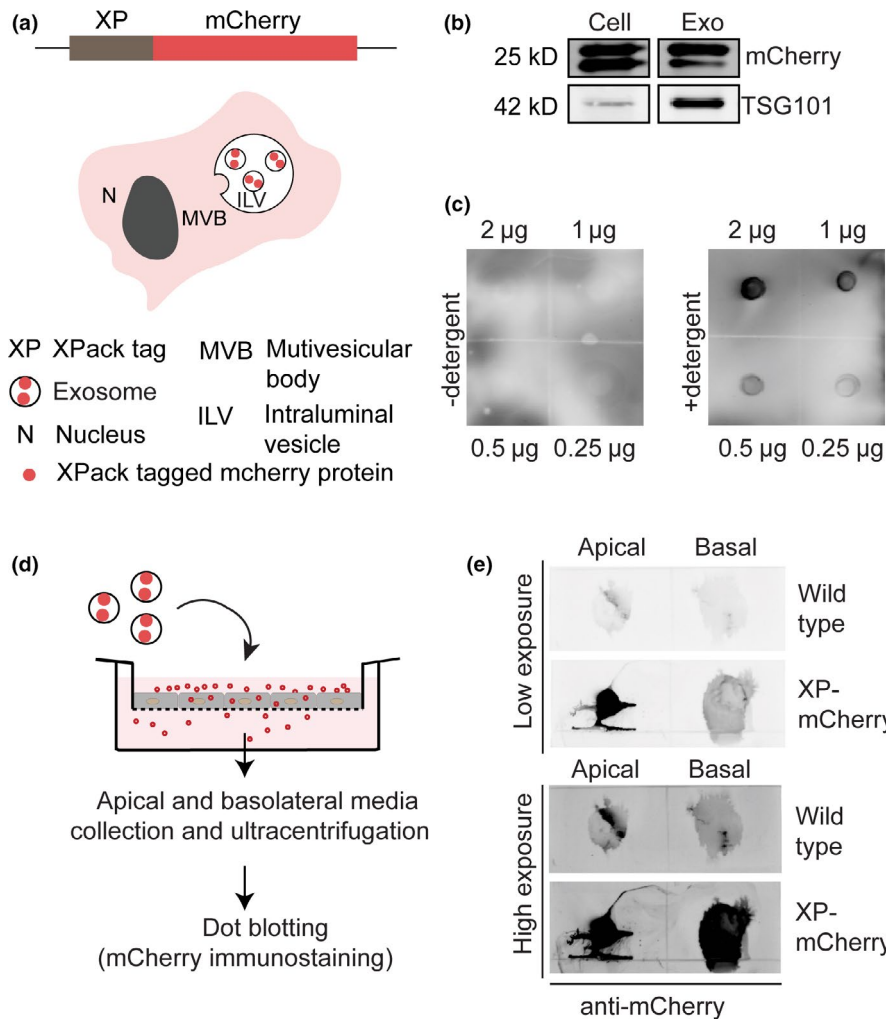 (a)
XP mCherry
N
MVB
ILV
XP XPack tag
Exosome
N Nucleus
MVB Mutivesicular
body
ILV Intraluminal
vesicle
XPack tagged mcherry protein
(b)
Cell Exo
25 kD mCherry
42 kD TSG101
(c)
2 µg 1 µg
-detergent
0.5 µg 0.25 µg
2 µg 1 µg
+detergent
0.5 µg 0.25 µg
(d)
Apical and basolateral media
collection and ultracentrifugation
Dot blotting
(mCherry immunostaining)
(e)
Apical Basal
Low exposure
Wild
type
XP-
mCherry
Apical Basal
High exposure
Wild
type
XP-
mCherry
anti-mCherry